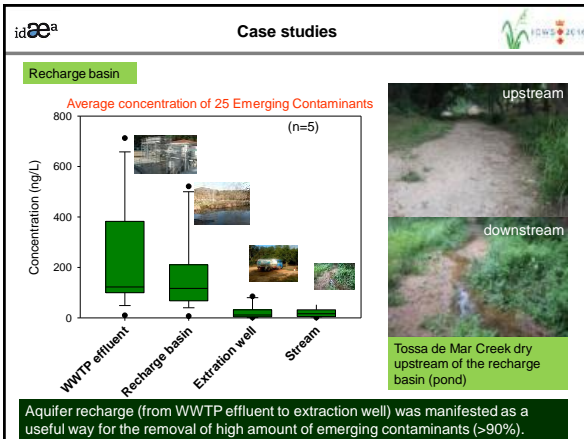 idæa
Case studies
IDWS 2016
Recharge basin
Average concentration of 25 Emerging Contaminants
(n=5)
Concentration (ng/L)
800
600
400
200
0
WWTP effluent
Recharge basin
Extration well
Stream
upstream
downstream
Tossa de Mar Creek dry
upstream of the recharge
basin (pond)
Aquifer recharge (from WWTP effluent to extraction well) was manifested as a
useful way for the removal of high amount of emerging contaminants (>90%).